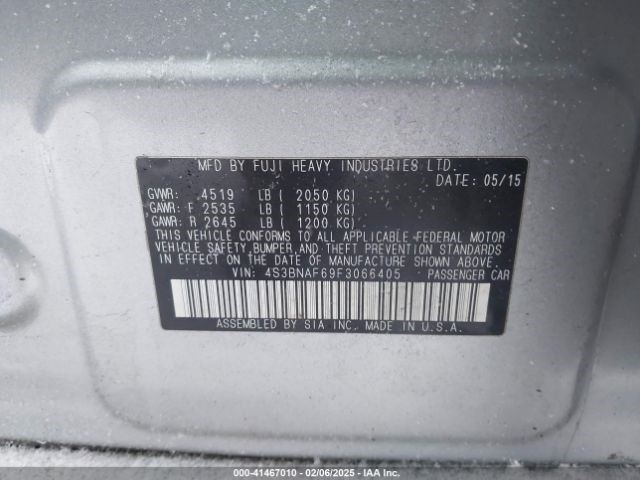 MFD BY FUJI HEAVY INDUSTRIES LTD.
DATE: 05/15
GVWR: 4519 LB ( 2050 KG)
GAWR: F 2535 LB ( 1150 KG)
GAWR: R 2645 LB ( 1200 KG)
THIS VEHICLE CONFORMS TO ALL APPLICABLE FEDERAL MOTOR
VEHICLE SAFETY, BUMPER, AND THEFT PREVENTION STANDARDS
IN EFFECT ON THE DATE OF MANUFACTURE SHOWN ABOVE.
VIN: 4S3BNAF69F3066405 PASSENGER CAR
ASSEMBLED BY SIA INC. MADE IN U.S.A.
000-41467010 - 02/06/2025 - IAA Inc.